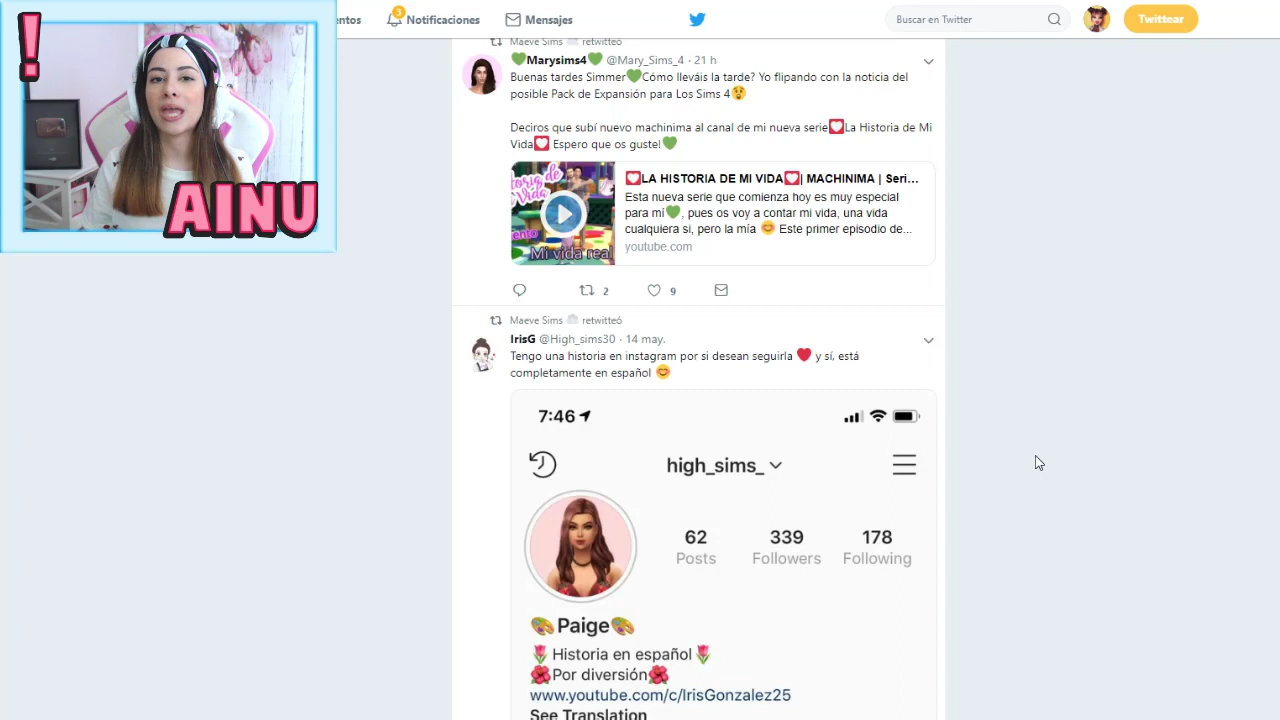 !
AINU
entos
3
Notificaciones
Mensajes
Buscar en Twitter
Twittear
Maeve Sims ☁️ retwitteó
💚Marysims4💚 @Mary_Sims_4 · 21 h
Buenas tardes Simmer💚Cómo lleváis la tarde? Yo flipando con la noticia del
posible Pack de Expansión para Los Sims 4😲
Deciros que subí nuevo machinima al canal de mi nueva serie💟La Historia de Mi
Vida💟 Espero que os guste!💚
toria de
Vida
ento
Mi vida real
💟LA HISTORIA DE MI VIDA💟| MACHINIMA | Seri...
Esta nueva serie que comienza hoy es muy especial
para mí💚, pues os voy a contar mi vida, una vida
cualquiera si, pero la mía 😊 Este primer episodio de...
youtube.com
2
9
Maeve Sims ☁️ retwitteó
IrisG @High_sims30 · 14 may.
Tengo una historia en instagram por si desean seguirla ❤️ y sí, está
completamente en español 😊
7:46
high_sims_
62
339
178
Posts
Followers
Following
🎨Paige🎨
🌷Historia en español🌷
🌺Por diversión🌺
www.youtube.com/c/IrisGonzalez25
See Translation